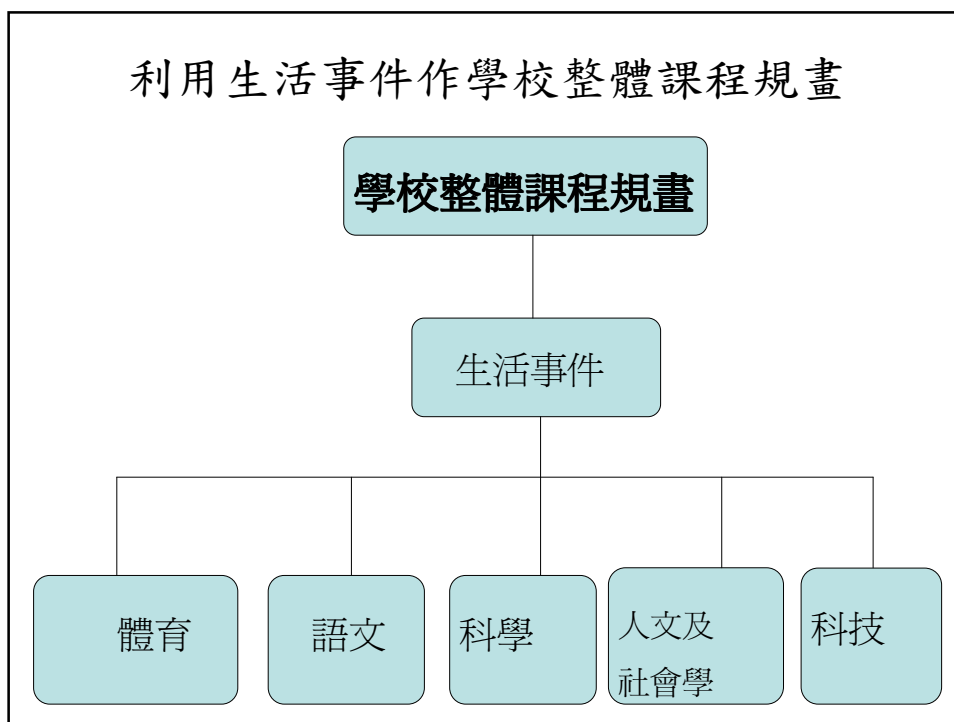 利用生活事件作學校整體課程規畫
學校整體課程規畫
生活事件
體育
語文
科學
人文及
社會學
科技